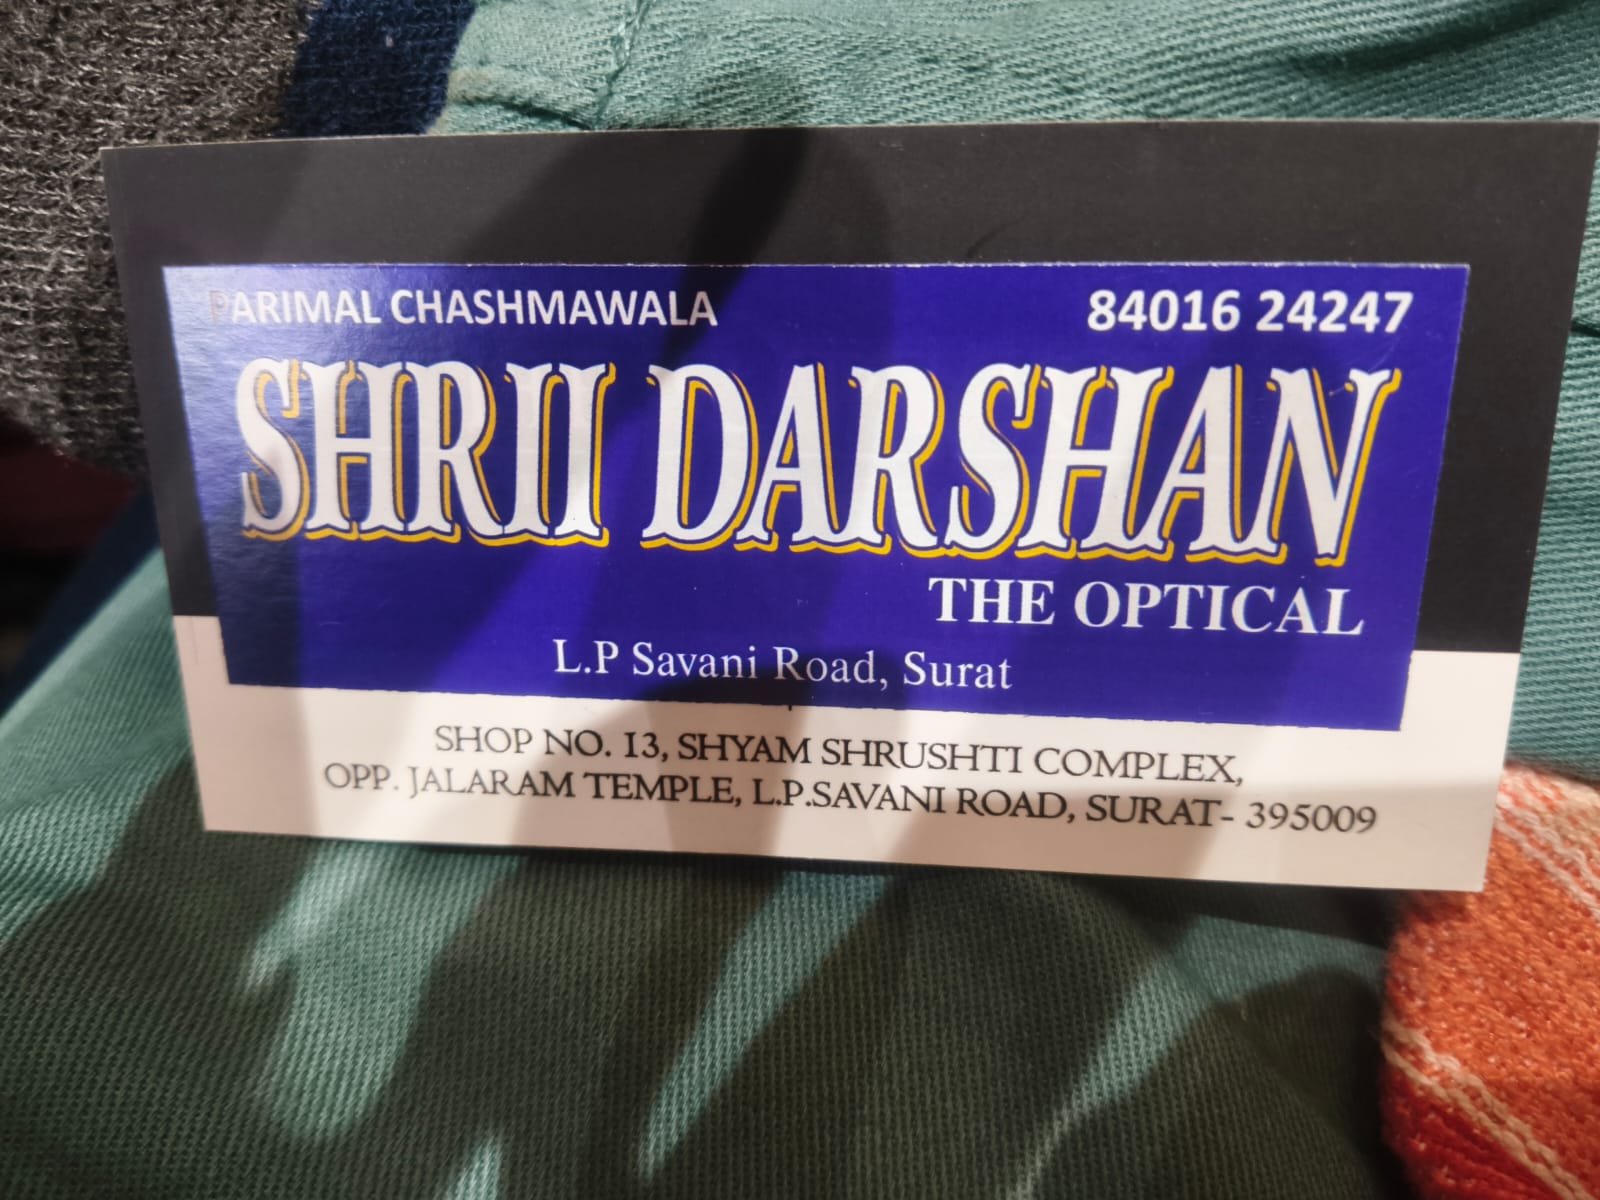 PARIMAL CHASHMAWALA 84016 24247
SHRII DARSHAN
THE OPTICAL
L.P Savani Road, Surat
SHOP NO. 13, SHYAM SHRUSHTI COMPLEX,
OPP. JALARAM TEMPLE, L.P.SAVANI ROAD, SURAT- 395009